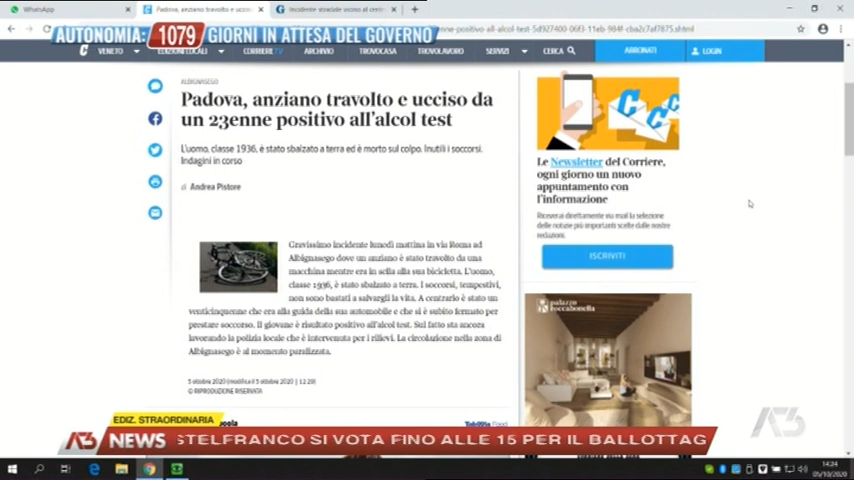 WhatsApp
Padova, anziano travolto e ucciso
Incidente stradale
enne-positivo-all-alcol-test-5d927400-06f3-11eb-984f-cba2c7af7875.shtml
AUTONOMIA: 1079 GIORNI IN ATTESA DEL GOVERNO
VENETO
EDIZIONI LOCALI
CORRIERETV
ARCHIVIO
TROVOCASA
TROVOLAVORO
SERVIZI
CERCA
ABBONATI
LOGIN
ALBIGNASEGO
Padova, anziano travolto e ucciso da
un 23enne positivo all'alcol test
L'uomo, classe 1936, è stato sbalzato a terra ed è morto sul colpo. Inutili i soccorsi.
Indagini in corso
di Andrea Pistore
Gravissimo incidente lunedì mattina in via Roma ad
Albignasego dove un anziano è stato travolto da una
macchina mentre era in sella alla sua bicicletta. L'uomo,
classe 1936, è stato sbalzato a terra. I soccorsi, tempestivi,
non sono bastati a salvargli la vita. A centrarlo è stato un
venticinquenne che era alla guida della sua automobile e che si è subito fermato per
prestare soccorso. Il giovane è risultato positivo all'alcol test. Sul fatto sta ancora
lavorando la polizia locale che è intervenuta per i rilievi. La circolazione nella zona di
Albignasego è al momento paralizzata.
5 ottobre 2020 (modifica il 5 ottobre 2020 | 12:29)
© RIPRODUZIONE RISERVATA
Le Newsletter del Corriere,
ogni giorno un nuovo
appuntamento con
l'informazione
Riceverai direttamente via mail la selezione
delle notizie più importanti scelte dalle nostre
redazioni.
ISCRIVITI
palazzo
roccabonella
EDIZ. STRAORDINARIA
A3 NEWS
STELFRANCO SI VOTA FINO ALLE 15 PER IL BALLOTTAG
A3
14:24
05/10/2020